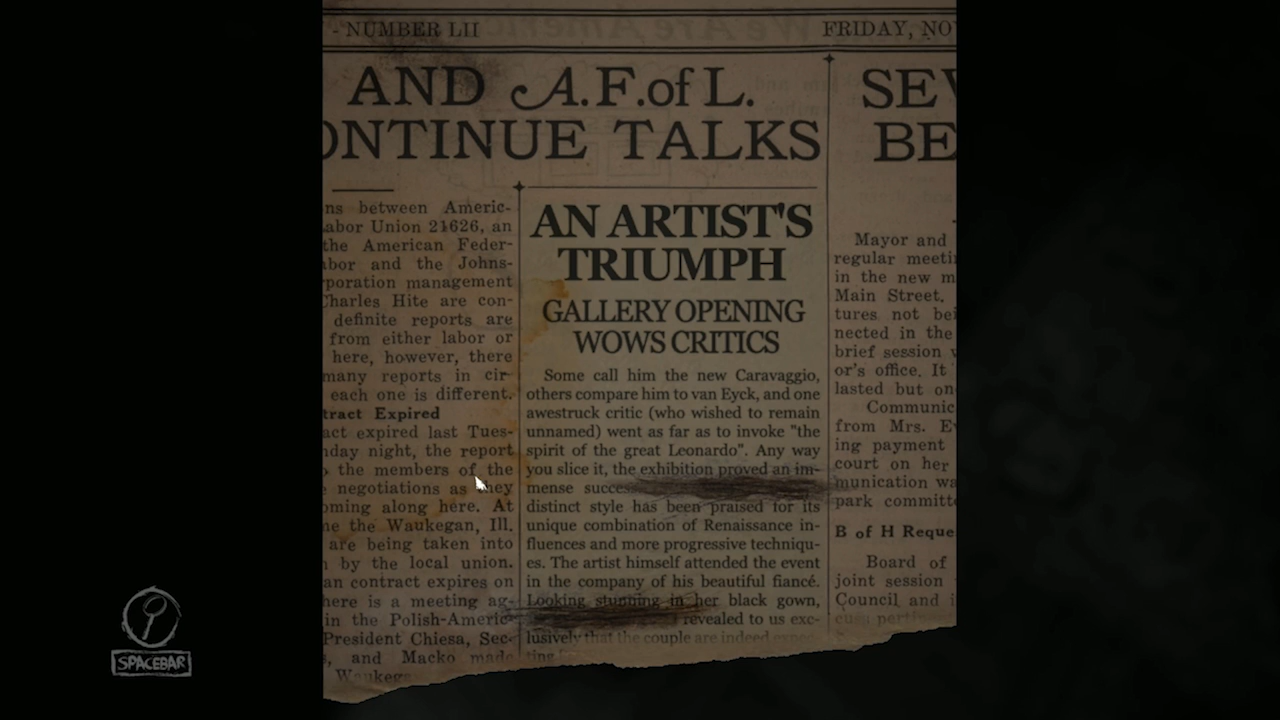 - NUMBER LII
FRIDAY, NO
AND A.F.of L.
ONTINUE TALKS
ns between Americ-
abor Union 21626, an
the American Feder-
abor and the Johns-
poration management
Charles Hite are con-
definite reports are
from either labor or
here, however, there
many reports in cir-
each one is different.
tract Expired
act expired last Tues-
day night, the report
the members of the
negotiations as they
oming along here. At
the Waukegan, Ill.
are being taken into
by the local union.
an contract expires on
here is a meeting ag-
in the Polish-Americ-
President Chiesa, Sec-
and Macko made
Waukega
AN ARTIST'S
TRIUMPH
GALLERY OPENING
WOWS CRITICS
Some call him the new Caravaggio,
others compare him to van Eyck, and one
awestruck critic (who wished to remain
unnamed) went as far as to invoke "the
spirit of the great Leonardo". Any way
you slice it, the exhibition proved an im-
mense succes
distinct style has been praised for its
unique combination of Renaissance in-
fluences and more progressive techniqu-
es. The artist himself attended the event
in the company of his beautiful fiancé.
Looking stunning in her black gown,
revealed to us exc-
lusively that the couple are indeed expec-
ting
SEV
BE
Mayor and
regular meetin
in the new m
Main Street,
tures not bei
nected in the
brief session
or's office. It
lasted but on
Communic
from Mrs. E
ing payment
court on her
munication wa
park committe
B of H Reque
Board of
joint session
Council and i
SPACEBAR